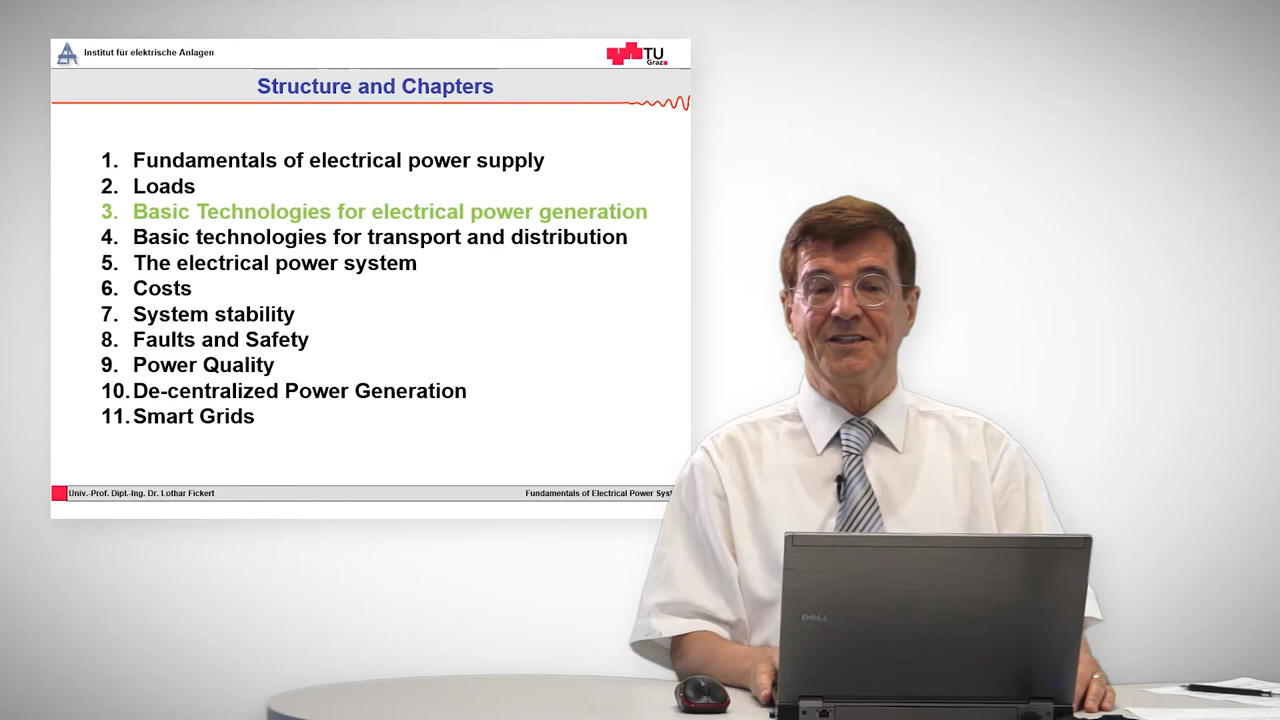 Institut für elektrische Anlagen
TU
Graz
Structure and Chapters
1. Fundamentals of electrical power supply
2. Loads
3. Basic Technologies for electrical power generation
4. Basic technologies for transport and distribution
5. The electrical power system
6. Costs
7. System stability
8. Faults and Safety
9. Power Quality
10. De-centralized Power Generation
11. Smart Grids
Univ.-Prof. Dipl.-Ing. Dr. Lothar Fickert
Fundamentals of Electrical Power Syst
DELL